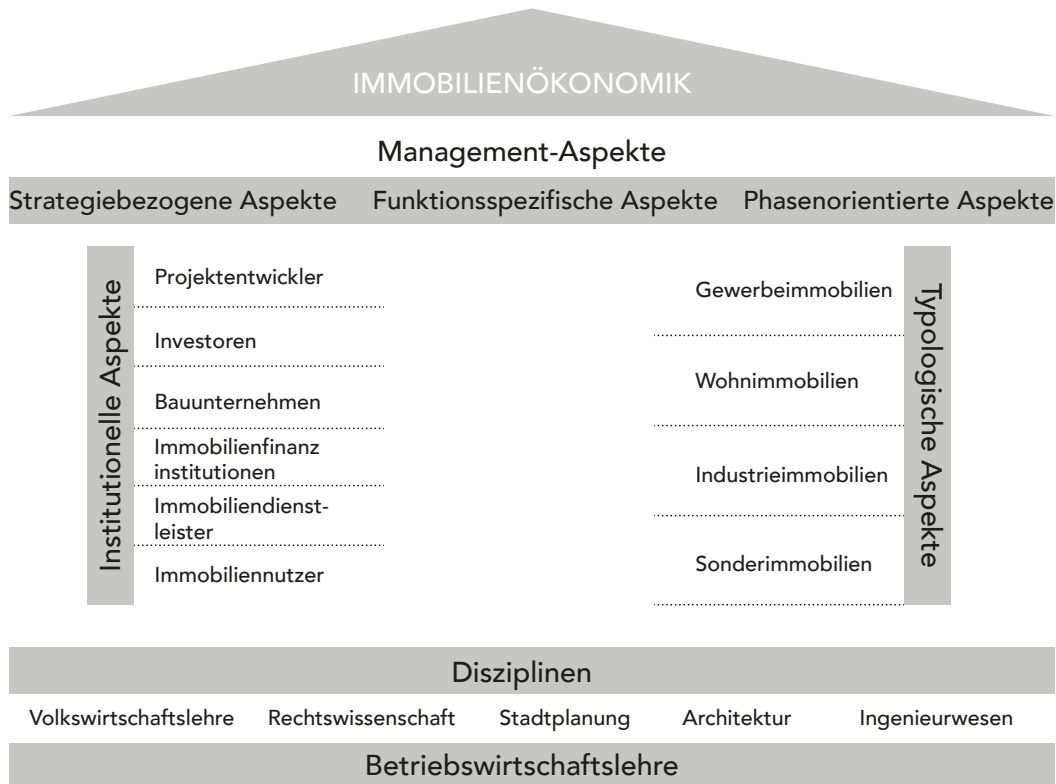 IMMOBILIENÖKONOMIK
Management-Aspekte
Strategiebezogene Aspekte Funktionsspezifische Aspekte Phasenorientierte Aspekte
Institutionelle Aspekte
Projektentwickler
Investoren
Bauunternehmen
Immobilienfinanz
institutionen
Immobiliendienst-
leister
Immobiliennutzer
Gewerbeimmobilien
Wohnimmobilien
Industrieimmobilien
Sonderimmobilien
Typologische Aspekte
Disziplinen
Volkswirtschaftslehre Rechtswissenschaft Stadtplanung Architektur Ingenieurwesen
Betriebswirtschaftslehre